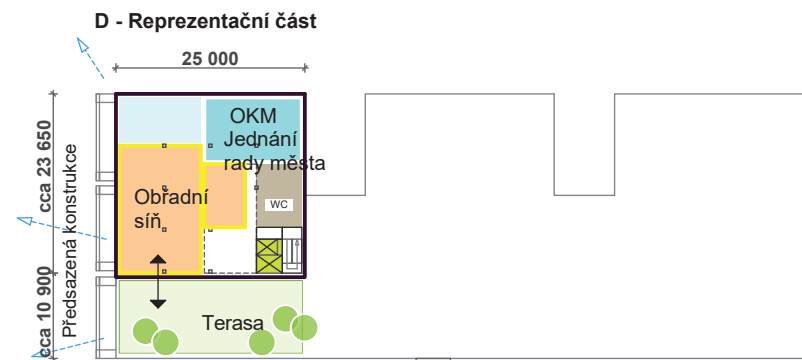 D - Reprezentační část
25 000
OKM
Jednání
rady města
cca 23 650
Předsazená konstrukce
Obřadní
síň
WC
cca 10 900
Terasa